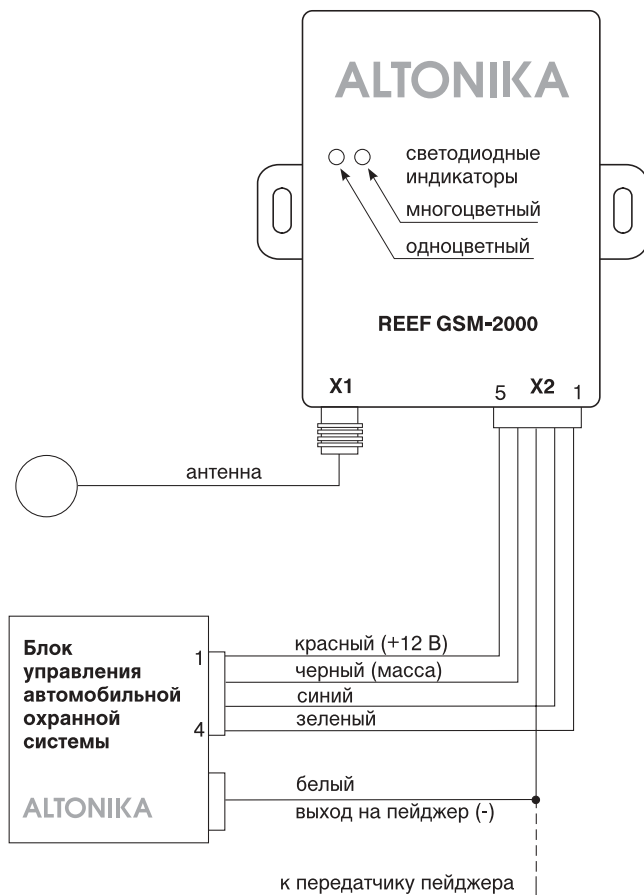 ALTONIKA
светодиодные
индикаторы
многоцветный
одноцветный
REEF GSM-2000
X1
5 X2 1
антенна
Блок
управления
автомобильной
охранной
системы
ALTONIKA
1
4
красный (+12 В)
черный (масса)
синий
зеленый
белый
выход на пейджер (-)
к передатчику пейджера